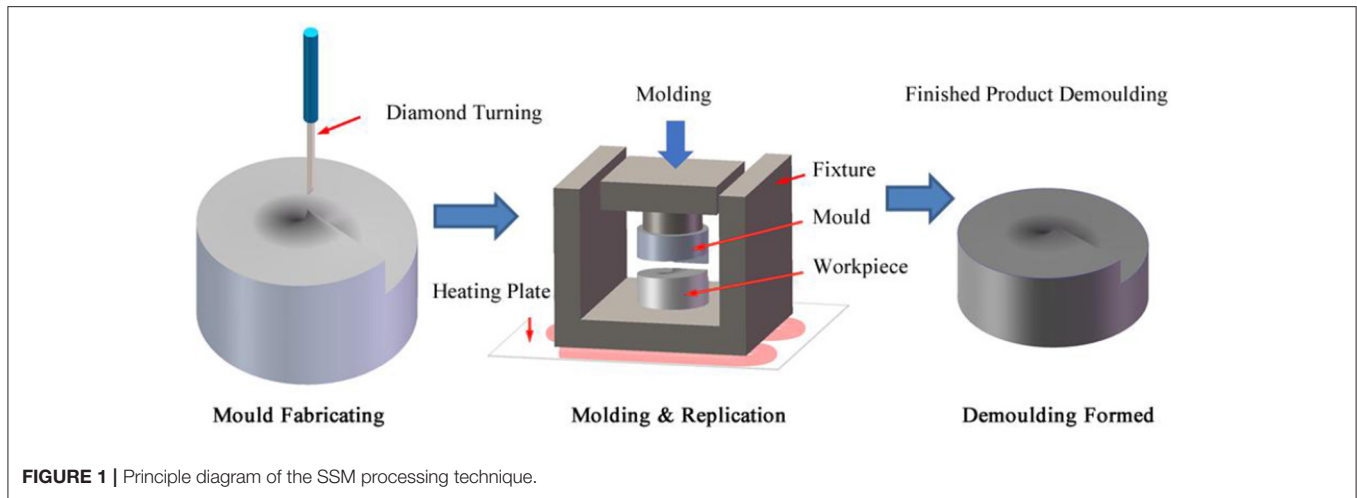 Diamond Turning
Mould Fabricating
Molding
Fixture
Mould
Workpiece
Heating Plate
Molding & Replication
Finished Product Demoulding
Demoulding Formed
FIGURE 1 | Principle diagram of the SSM processing technique.